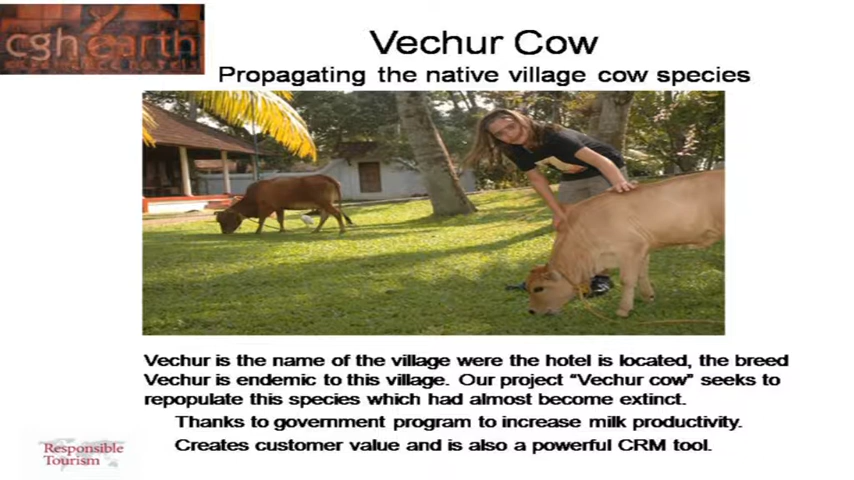 cgh earth
experience hotels
Vechur Cow
Propagating the native village cow species
Vechur is the name of the village were the hotel is located, the breed
Vechur is endemic to this village. Our project “Vechur cow” seeks to
repopulate this species which had almost become extinct.
Thanks to government program to increase milk productivity.
Creates customer value and is also a powerful CRM tool.
Responsible
Tourism